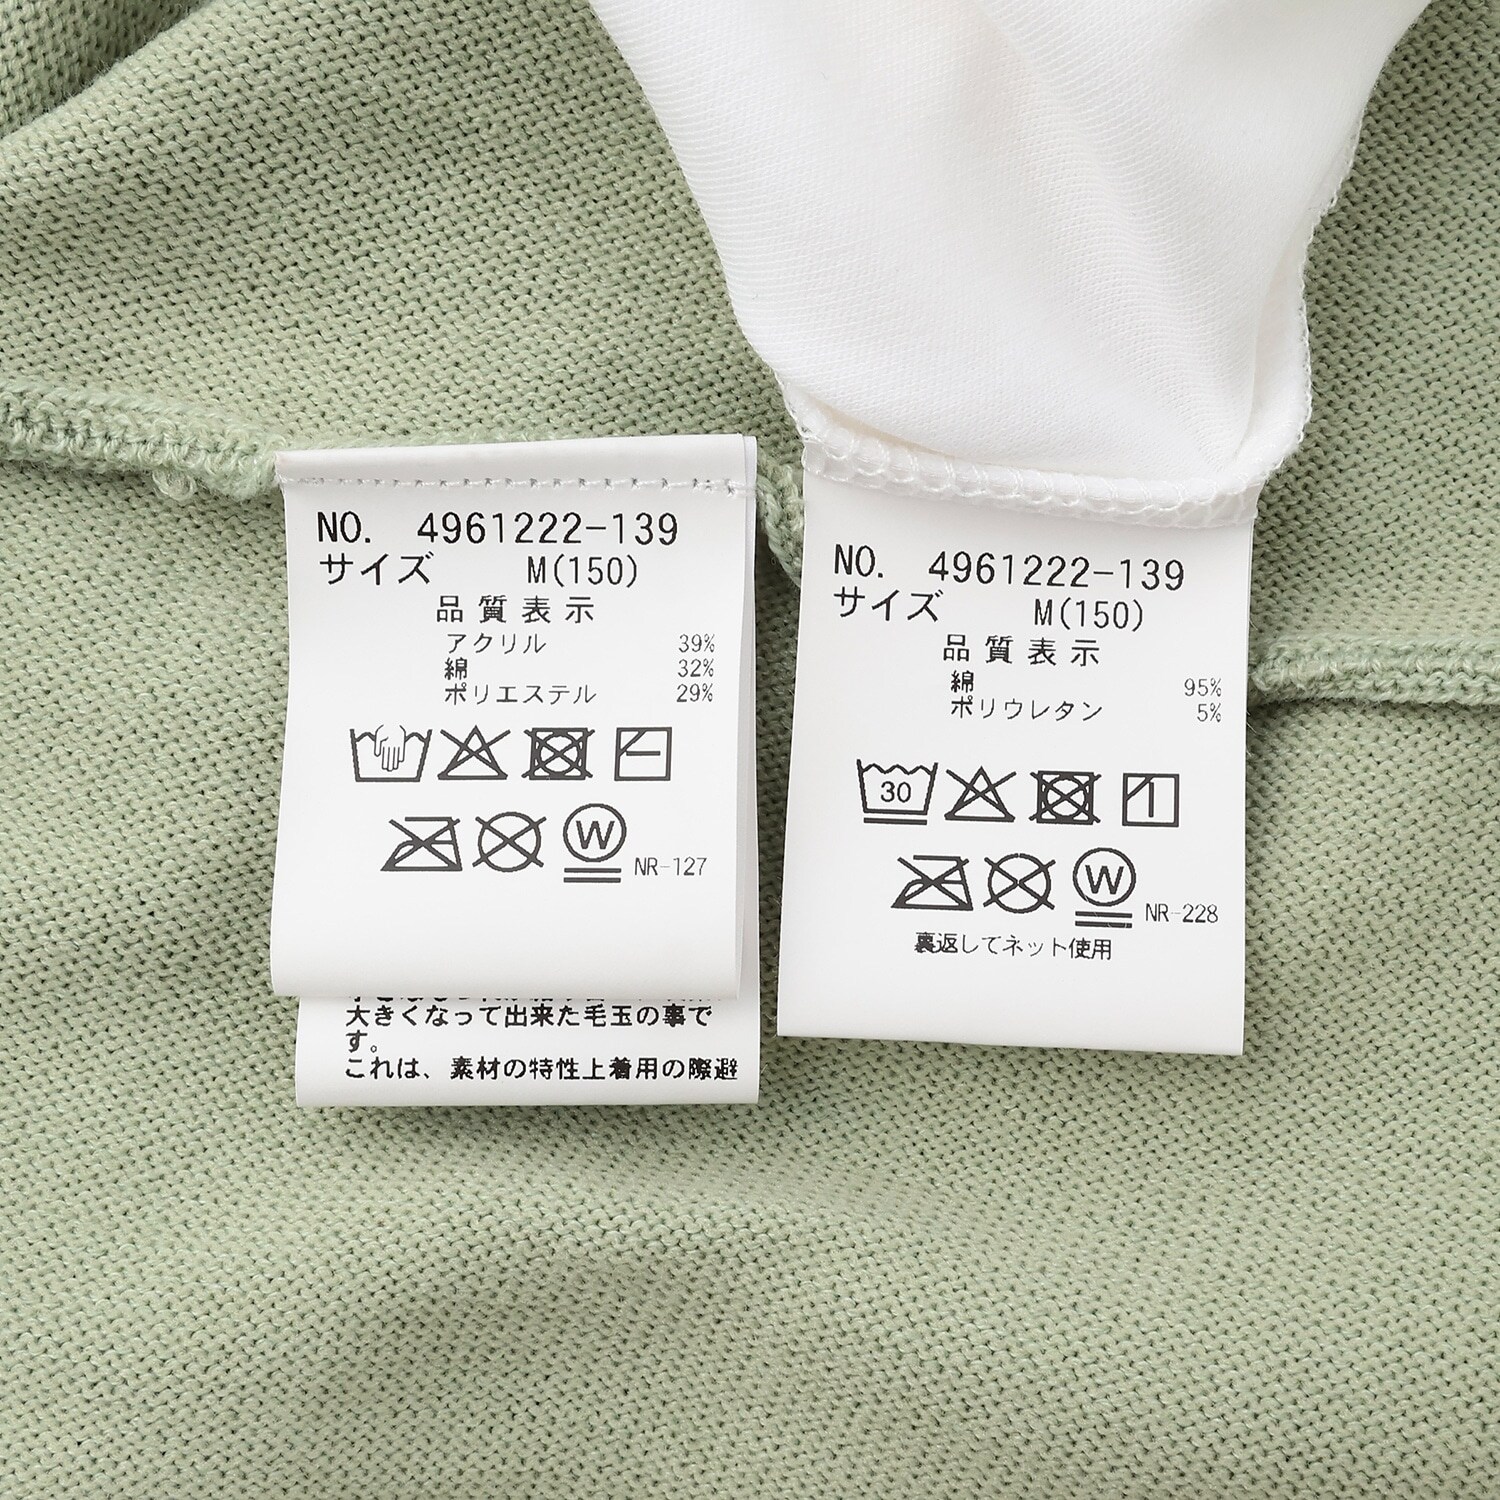 NO. 4961222-139
サイズ M(150)
品質表示
アクリル 39%
綿 32%
ポリエステル 29%
W NR-127
大きくなって出来た毛玉の事で
す。
これは、素材の特性上着用の際避
NO. 4961222-139
サイズ M(150)
品質表示
綿 95%
ポリウレタン 5%
30
W NR-228
裏返してネット使用